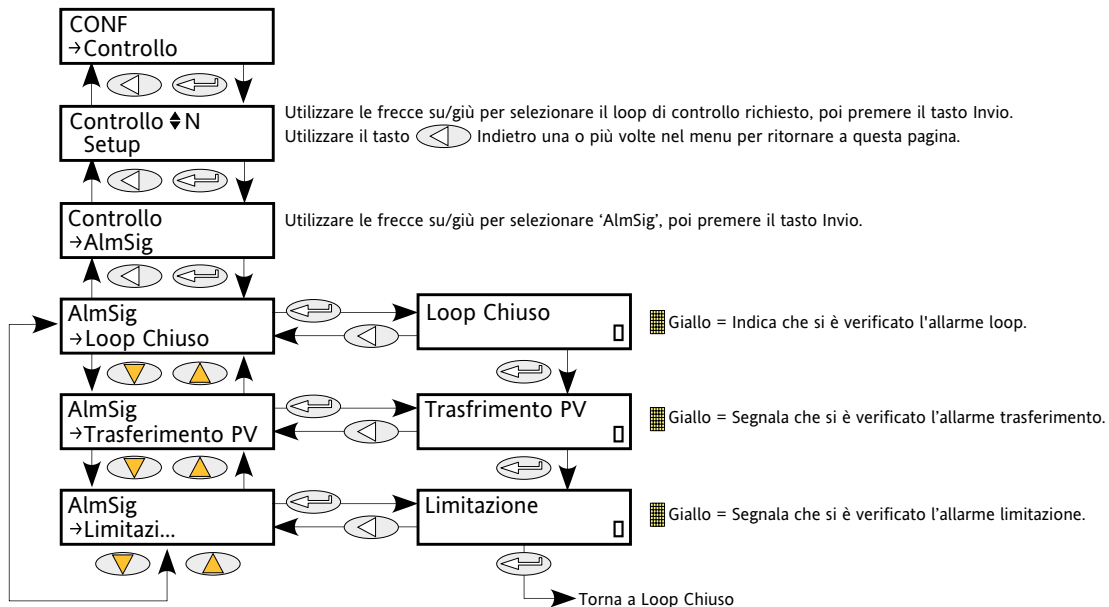 CONF
→Controllo
Controllo ♦ N
Setup
Utilizzare le frecce su/giù per selezionare il loop di controllo richiesto, poi premere il tasto Invio.
Utilizzare il tasto Indietro una o più volte nel menu per ritornare a questa pagina.
Controllo
→AlmSig
Utilizzare le frecce su/giù per selezionare ‘AlmSig’, poi premere il tasto Invio.
AlmSig
→Loop Chiuso
Loop Chiuso
Giallo = Indica che si è verificato l'allarme loop.
AlmSig
→Trasferimento PV
Trasfrimento PV
Giallo = Segnala che si è verificato l’allarme trasferimento.
AlmSig
→Limitazi...
Limitazione
Giallo = Segnala che si è verificato l’allarme limitazione.
Torna a Loop Chiuso